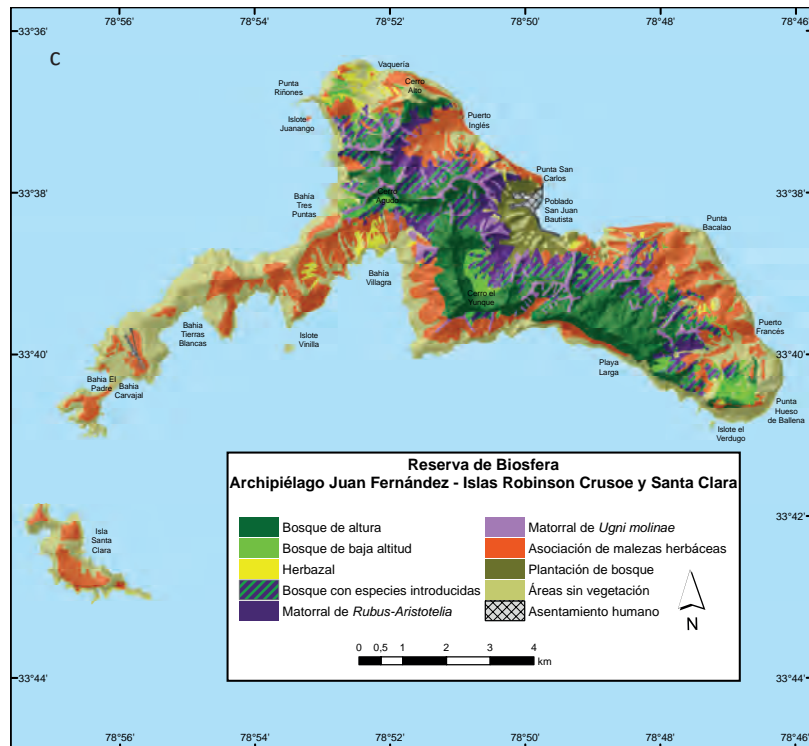 78°56' 78°54' 78°52' 78°50' 78°48' 78°46'
33°36'
C
Vaquería
Punta
Riñones
Cerro
Alto
Islote
Juanango
Puerto
Inglés
Punta San
Carlos
33°38' 33°38'
Cerro
Agudo
Bahía
Tres
Puntas
Poblado
San Juan
Bautista
Punta
Bacalao
Bahía
Villagra
Cerro el
Yunque
Bahia
Tierras
Blancas
Islote
Vinilla
Puerto
Francés
33°40' 33°40'
Playa
Larga
Bahia El
Padre
Bahia
Carvajal
Punta
Hueso
de Ballena
Islote el
Verdugo
Reserva de Biosfera
Archipiélago Juan Fernández - Islas Robinson Crusoe y Santa Clara
33°42' 33°42'
Isla
Santa
Clara
Bosque de altura
Bosque de baja altitud
Herbazal
Bosque con especies introducidas
Matorral de Rubus-Aristotelia
Matorral de Ugni molinae
Asociación de malezas herbáceas
Plantación de bosque
Áreas sin vegetación
Asentamiento humano
N
0 0,5 1 2 3 4
km
33°44' 33°44'
78°56' 78°54' 78°52' 78°50' 78°48' 78°46'